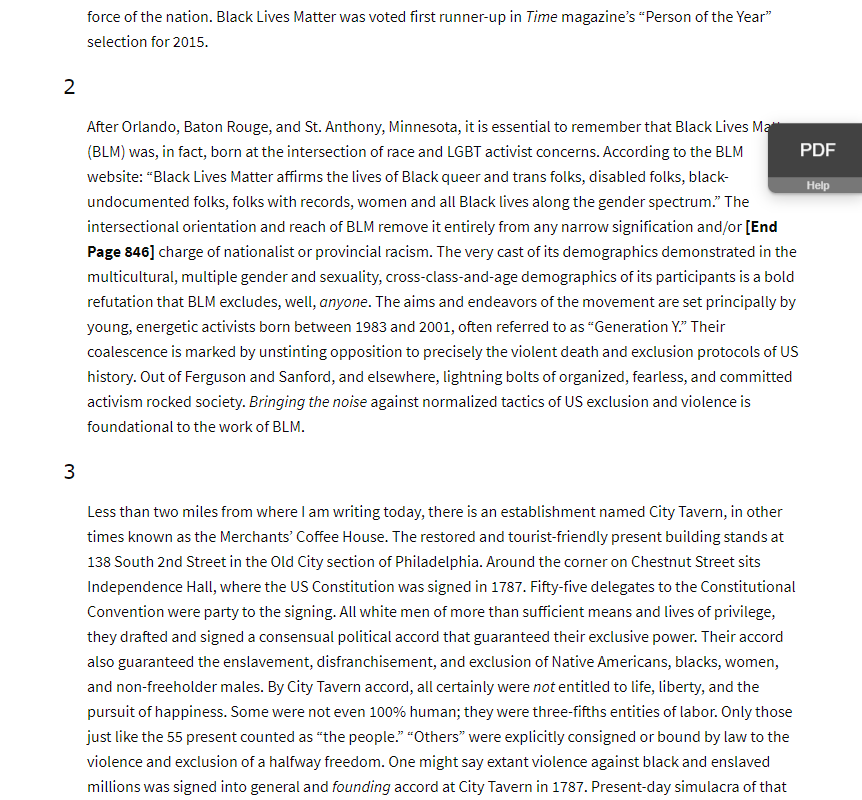 force of the nation. Black Lives Matter was voted first runner-up in Time magazine’s “Person of the Year”
selection for 2015.
2
After Orlando, Baton Rouge, and St. Anthony, Minnesota, it is essential to remember that Black Lives
(BLM) was, in fact, born at the intersection of race and LGBT activist concerns. According to the BLM
website: “Black Lives Matter affirms the lives of Black queer and trans folks, disabled folks, black-
undocumented folks, folks with records, women and all Black lives along the gender spectrum.” The
intersectional orientation and reach of BLM remove it entirely from any narrow signification and/or [End
Page 846] charge of nationalist or provincial racism. The very cast of its demographics demonstrated in the
multicultural, multiple gender and sexuality, cross-class-and-age demographics of its participants is a bold
refutation that BLM excludes, well, anyone. The aims and endeavors of the movement are set principally by
young, energetic activists born between 1983 and 2001, often referred to as “Generation Y.” Their
coalescence is marked by unstinting opposition to precisely the violent death and exclusion protocols of US
history. Out of Ferguson and Sanford, and elsewhere, lightning bolts of organized, fearless, and committed
activism rocked society. Bringing the noise against normalized tactics of US exclusion and violence is
foundational to the work of BLM.
PDF
Help
3
Less than two miles from where I am writing today, there is an establishment named City Tavern, in other
times known as the Merchants’ Coffee House. The restored and tourist-friendly present building stands at
138 South 2nd Street in the Old City section of Philadelphia. Around the corner on Chestnut Street sits
Independence Hall, where the US Constitution was signed in 1787. Fifty-five delegates to the Constitutional
Convention were party to the signing. All white men of more than sufficient means and lives of privilege,
they drafted and signed a consensual political accord that guaranteed their exclusive power. Their accord
also guaranteed the enslavement, disfranchisement, and exclusion of Native Americans, blacks, women,
and non-freeholder males. By City Tavern accord, all certainly were not entitled to life, liberty, and the
pursuit of happiness. Some were not even 100% human; they were three-fifths entities of labor. Only those
just like the 55 present counted as “the people.” “Others” were explicitly consigned or bound by law to the
violence and exclusion of a halfway freedom. One might say extant violence against black and enslaved
millions was signed into general and founding accord at City Tavern in 1787. Present-day simulacra of that